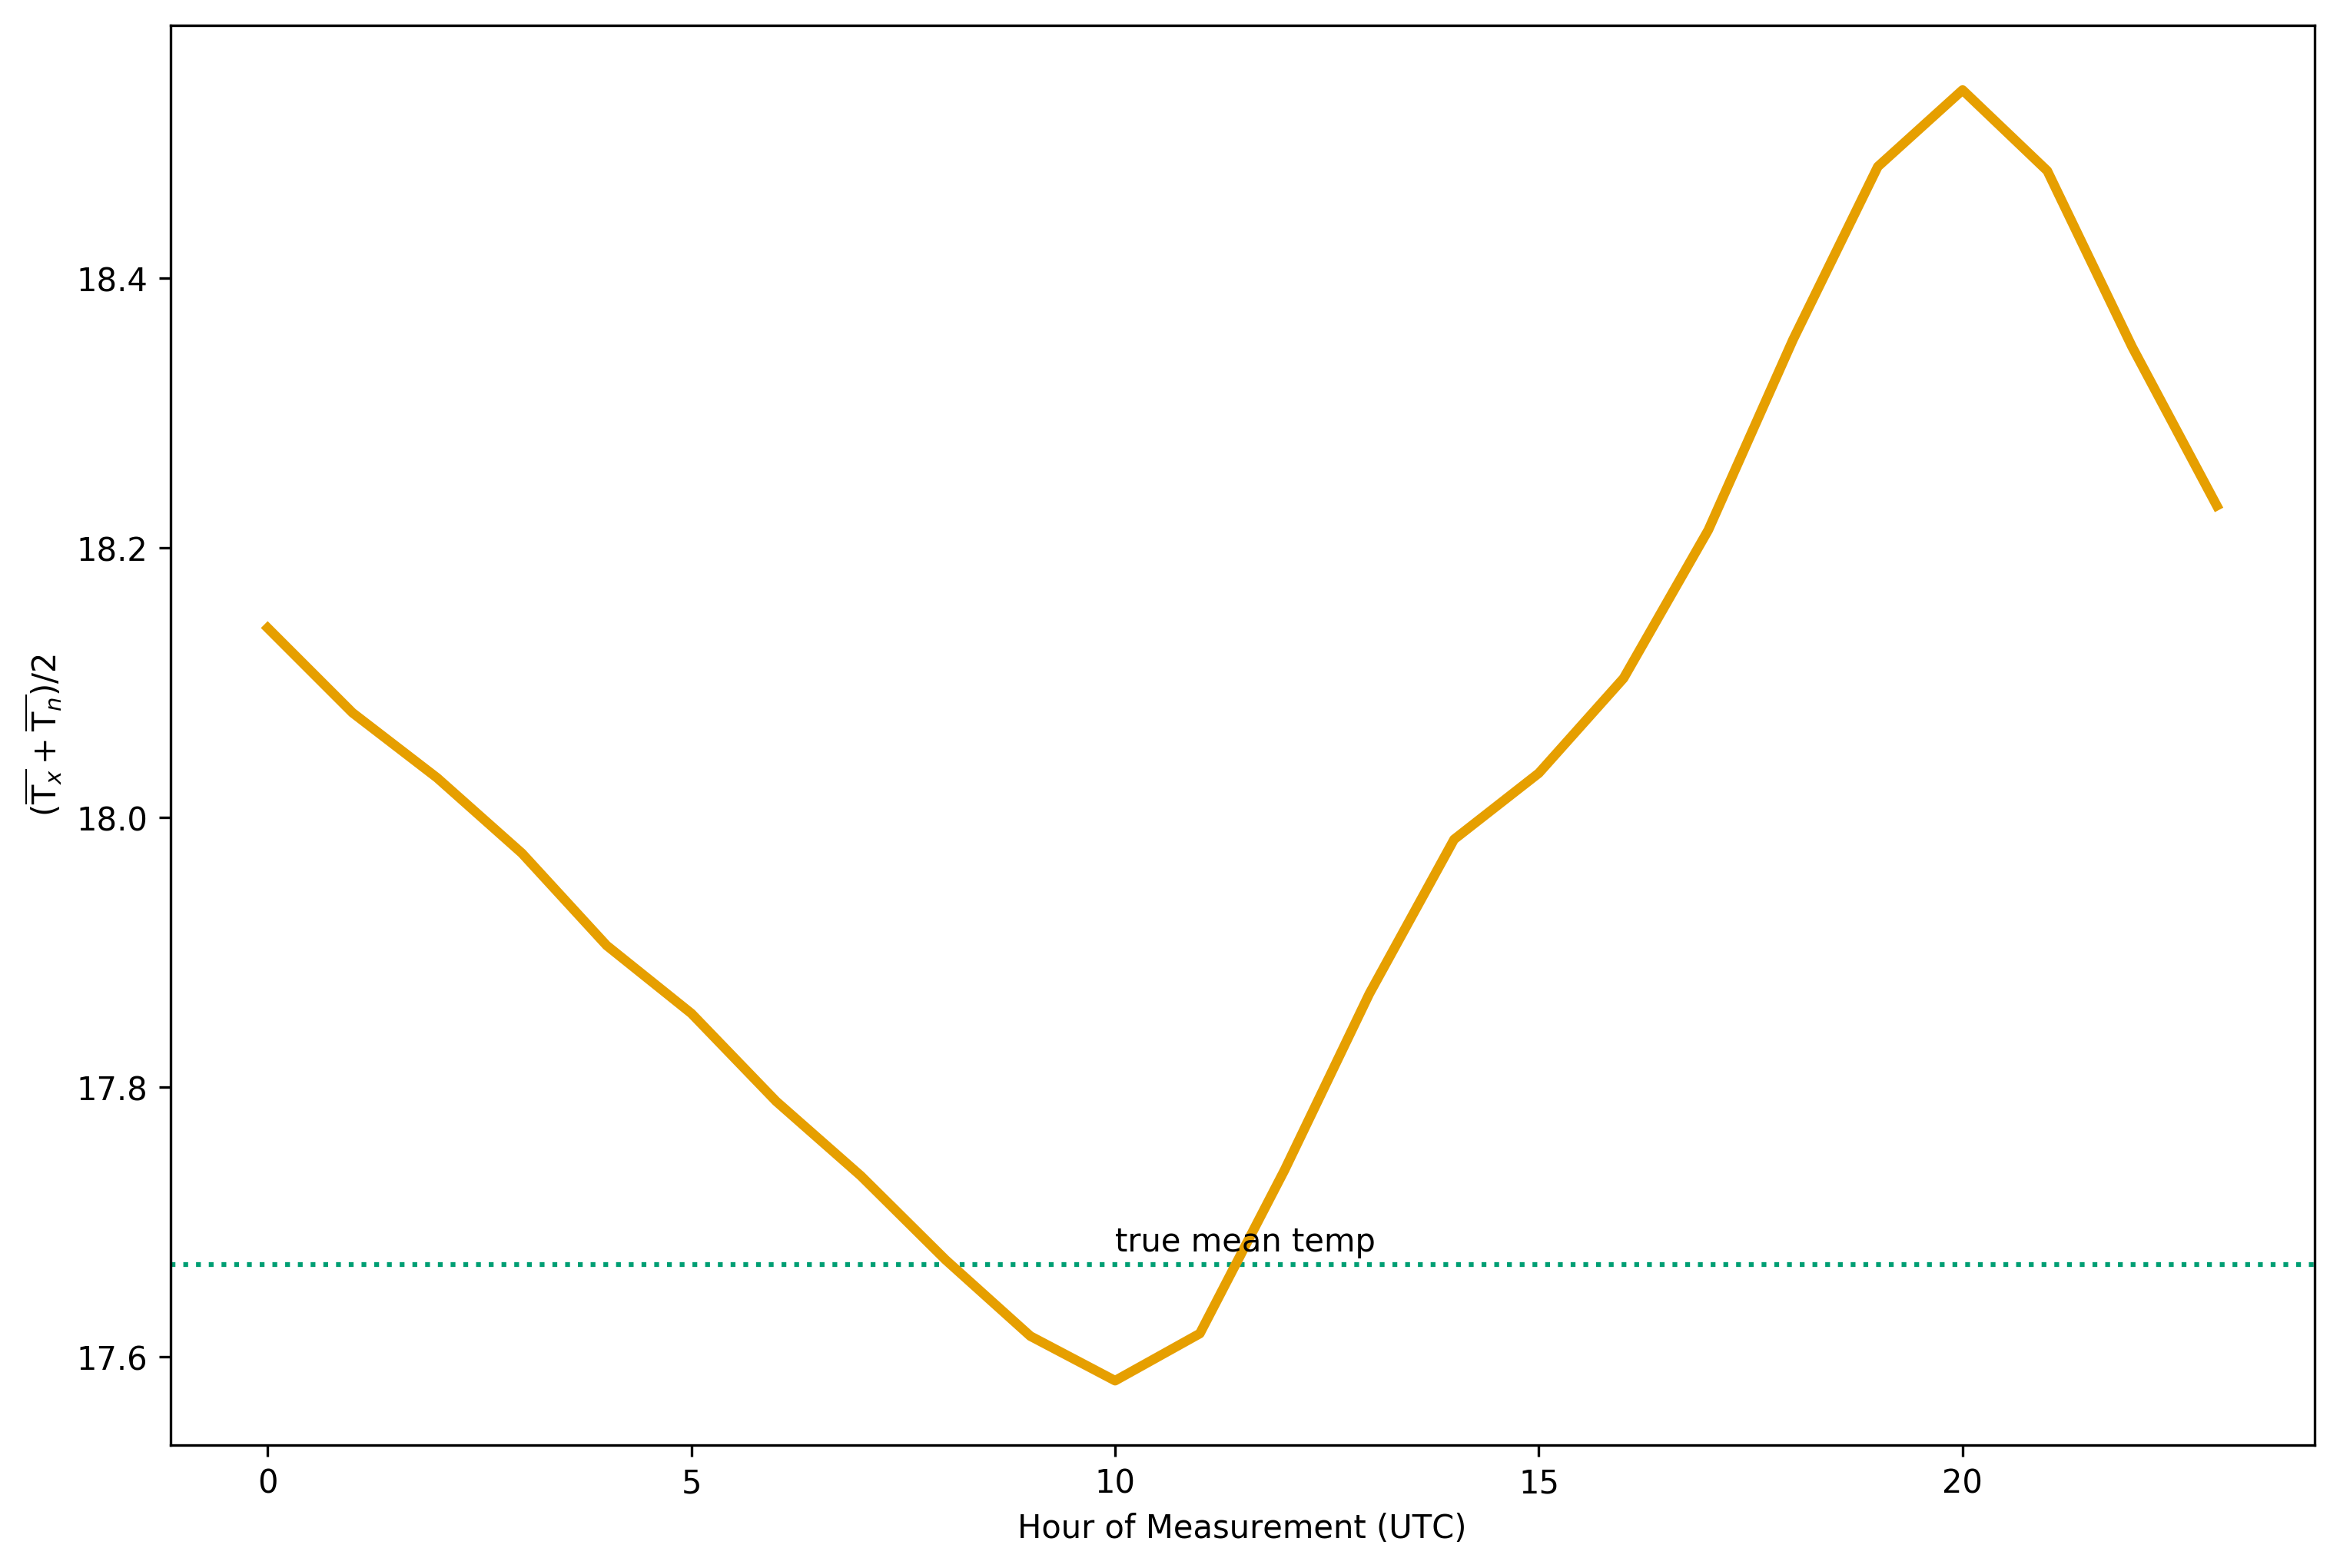 (T̅ₓ + T̅ₙ)/2
18.4
18.2
18.0
17.8
17.6
true mean temp
0 5 10 15 20
Hour of Measurement (UTC)